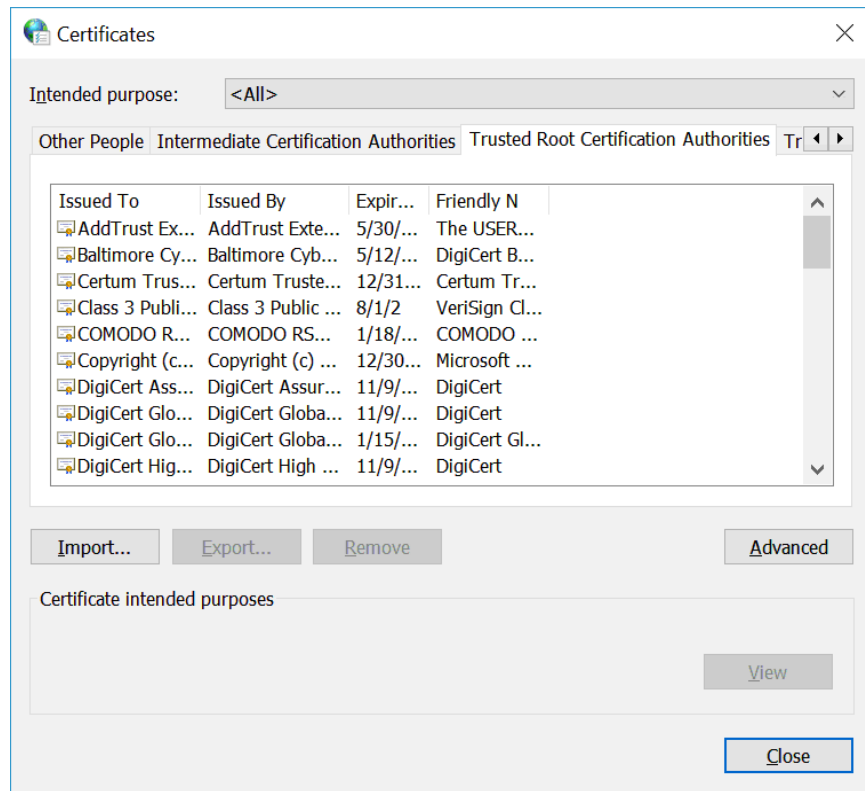 Certificates
Intended purpose: <All>
Other People Intermediate Certification Authorities Trusted Root Certification Authorities Tr
Issued To Issued By Expir... Friendly N
AddTrust Ex... AddTrust Exte... 5/30/... The USER...
Baltimore Cy... Baltimore Cyb... 5/12/... DigiCert B...
Certum Trus... Certum Truste... 12/31... Certum Tr...
Class 3 Publi... Class 3 Public ... 8/1/2 VeriSign Cl...
COMODO R... COMODO RS... 1/18/... COMODO ...
Copyright (c... Copyright (c) ... 12/30... Microsoft ...
DigiCert Ass... DigiCert Assur... 11/9/... DigiCert
DigiCert Glo... DigiCert Globa... 11/9/... DigiCert
DigiCert Glo... DigiCert Globa... 1/15/... DigiCert Gl...
DigiCert Hig... DigiCert High ... 11/9/... DigiCert
Import... Export... Remove Advanced
Certificate intended purposes
View
Close